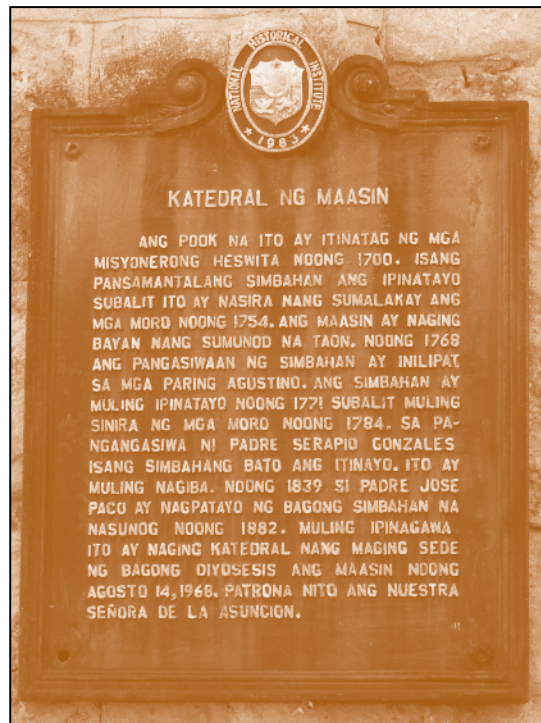 NATIONAL HISTORICAL INSTITUTE
★ 1983 ★
KATEDRAL NG MAASIN
ANG POOK NA ITO AY ITINATAG NG MGA
MISYONERONG HESWITA NOONG 1700. ISANG
PANSAMANTALANG SIMBAHAN ANG IPINATAYO
SUBALIT ITO AY NASIRA NANG SUMALAKAY ANG
MGA MORO NOONG 1754. ANG MAASIN AY NAGING
BAYAN NANG SUMUNOD NA TAON. NOONG 1768
ANG PANGASIWAAN NG SIMBAHAN AY INILIPAT
SA MGA PARING AGUSTINO. ANG SIMBAHAN AY
MULING IPINATAYO NOONG 1771 SUBALIT MULING
SINIRA NG MGA MORO NOONG 1784. SA PA-
NGANGASIWA NI PADRE SERAPIO GONZALES
ISANG SIMBAHANG BATO ANG ITINAYO. ITO AY
MULING NAGIBA. NOONG 1839 SI PADRE JOSE
PACO AY NAGPATAYO NG BAGONG SIMBAHAN NA
NASUNOG NOONG 1882. MULING IPINAGAWA
ITO AY NAGING KATEDRAL NANG MAGING SEDE
NG BAGONG DIYOSESIS ANG MAASIN NOONG
AGOSTO 14, 1968. PATRONA NITO ANG NUESTRA
SEÑORA DE LA ASUNCION.